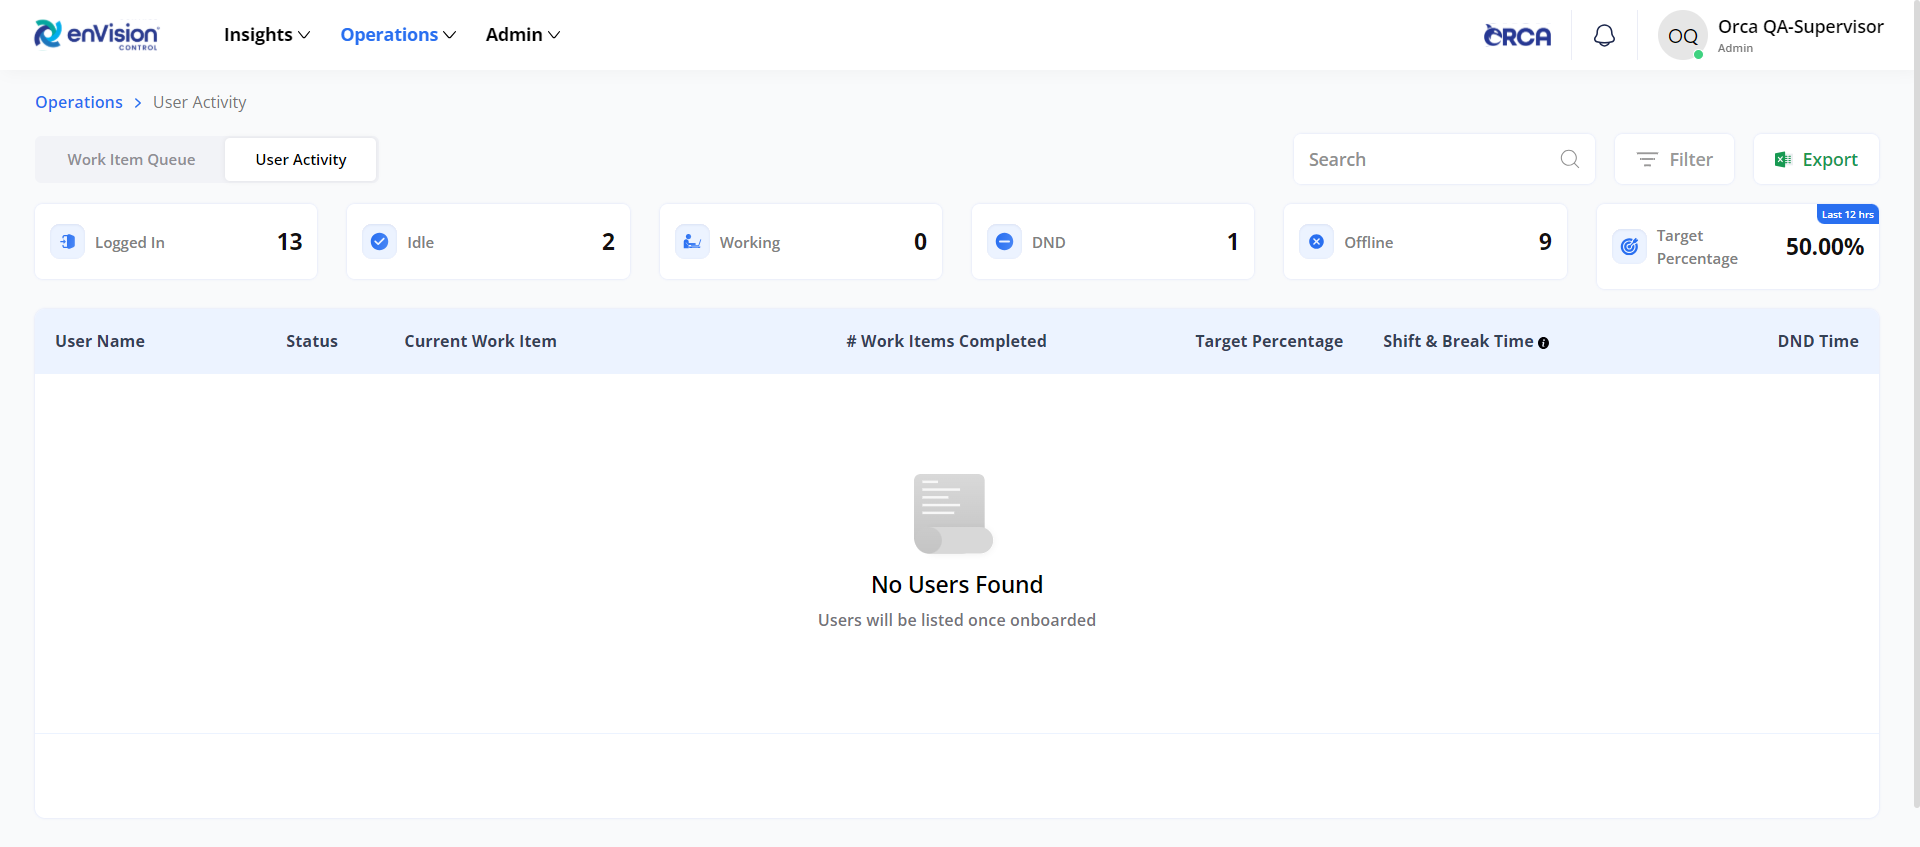 enVision
CONTROL
Insights
Operations
Admin
ORCA
OQ
Orca QA-Supervisor
Admin
Operations > User Activity
Work Item Queue
User Activity
Search
Filter
Export
Logged In 13
Idle 2
Working 0
DND 1
Offline 9
Last 12 hrs
Target
Percentage
50.00%
User Name
Status
Current Work Item
# Work Items Completed
Target Percentage
Shift & Break Time
DND Time
No Users Found
Users will be listed once onboarded